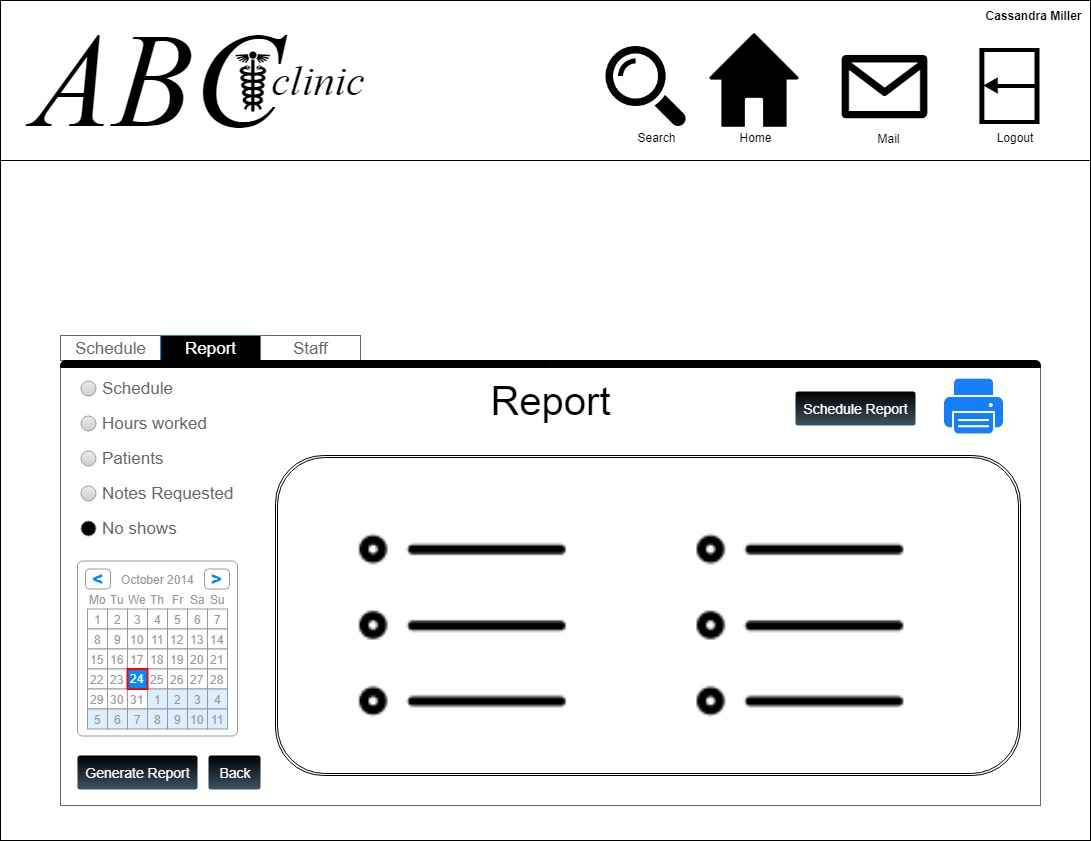 Cassandra Miller
ABC clinic
Search Home Mail Logout
Schedule Report Staff
Schedule
Hours worked
Patients
Notes Requested
No shows
Report
Schedule Report
< October 2014 >
Mo Tu We Th Fr Sa Su
1 2 3 4 5 6 7
8 9 10 11 12 13 14
15 16 17 18 19 20 21
22 23 24 25 26 27 28
29 30 31 1 2 3 4
5 6 7 8 9 10 11
Generate Report Back